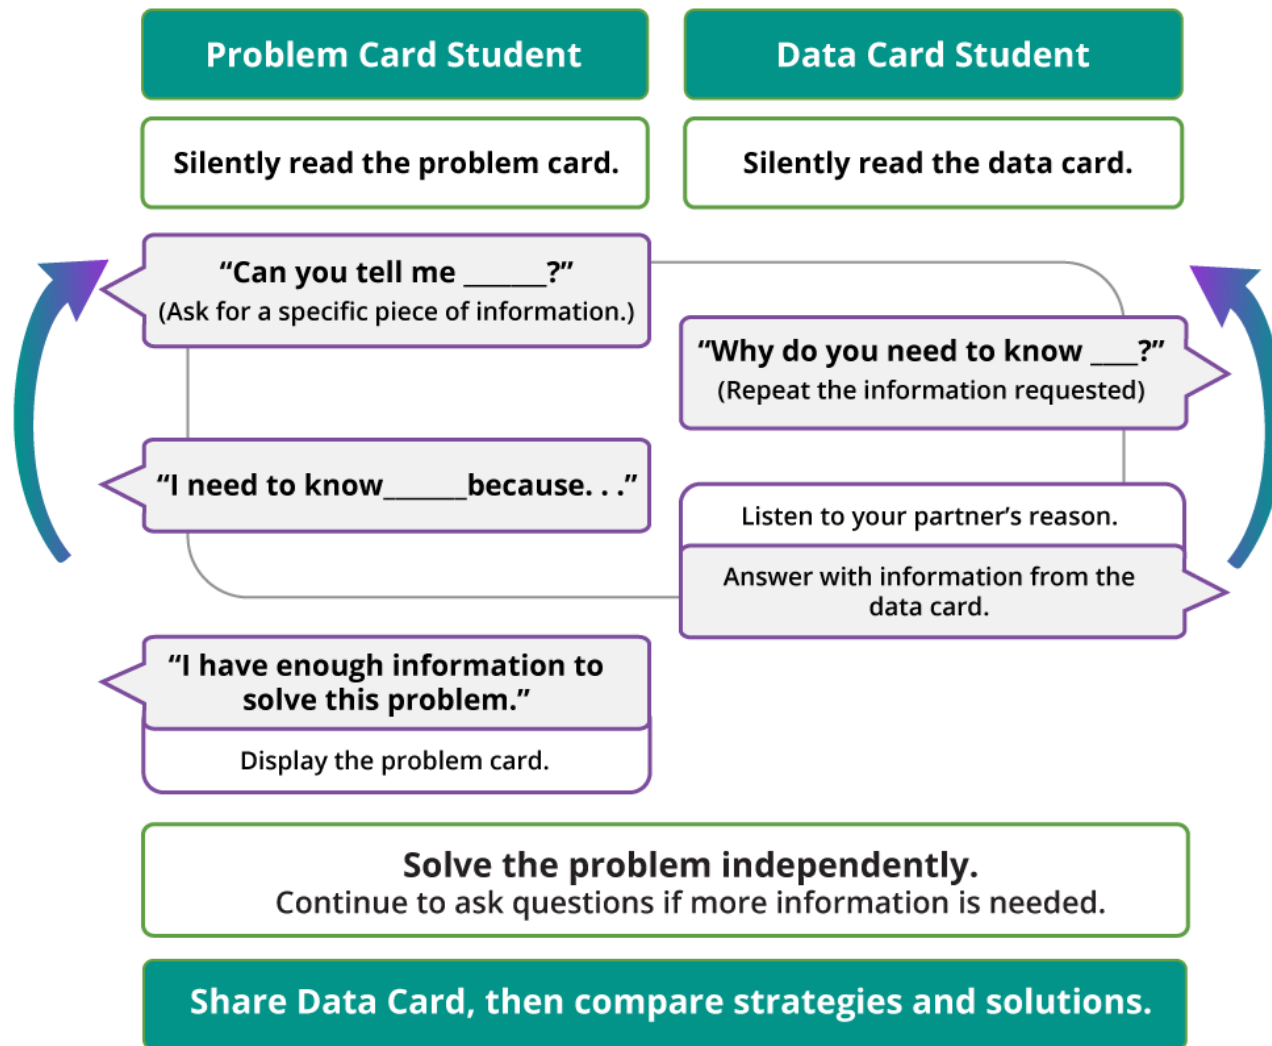 Problem Card Student
Data Card Student
Silently read the problem card.
Silently read the data card.
“Can you tell me ______?”
(Ask for a specific piece of information.)
“Why do you need to know ___?”
(Repeat the information requested)
“I need to know______because. . .”
Listen to your partner’s reason.
Answer with information from the
data card.
“I have enough information to
solve this problem.”
Display the problem card.
Solve the problem independently.
Continue to ask questions if more information is needed.
Share Data Card, then compare strategies and solutions.